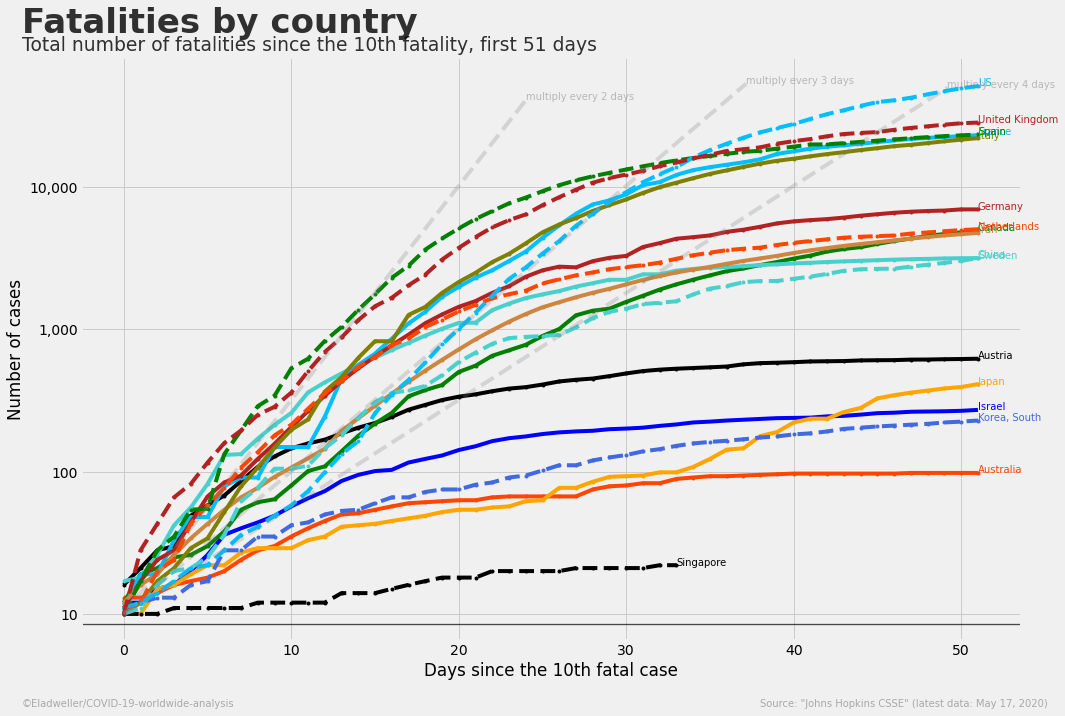 Fatalities by country
Total number of fatalities since the 10th fatality, first 51 days
multiply every 2 days
multiply every 3 days
multiply every 4 days
US
United Kingdom
Spain
Italy
Germany
Netherlands
Canada
China
Sweden
Austria
Japan
Israel
Korea, South
Australia
Singapore
Number of cases
10,000
1,000
100
10
0
10
20
30
40
50
Days since the 10th fatal case
©Eladweller/COVID-19-worldwide-analysis
Source: "Johns Hopkins CSSE" (latest data: May 17, 2020)